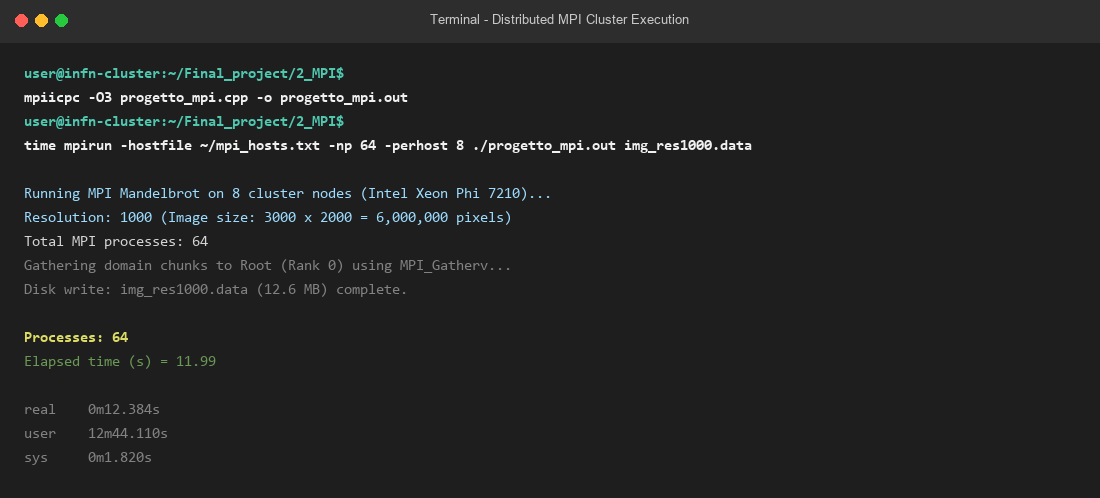 Terminal - Distributed MPI Cluster Execution
user@infn-cluster:~/Final_project/2_MPI$
mpiicpc -O3 progetto_mpi.cpp -o progetto_mpi.out
user@infn-cluster:~/Final_project/2_MPI$
time mpirun -hostfile ~/mpi_hosts.txt -np 64 -perhost 8 ./progetto_mpi.out img_res1000.data
Running MPI Mandelbrot on 8 cluster nodes (Intel Xeon Phi 7210)...
Resolution: 1000 (Image size: 3000 x 2000 = 6,000,000 pixels)
Total MPI processes: 64
Gathering domain chunks to Root (Rank 0) using MPI_Gatherv...
Disk write: img_res1000.data (12.6 MB) complete.
Processes: 64
Elapsed time (s) = 11.99
real    0m12.384s
user    12m44.110s
sys     0m1.820s